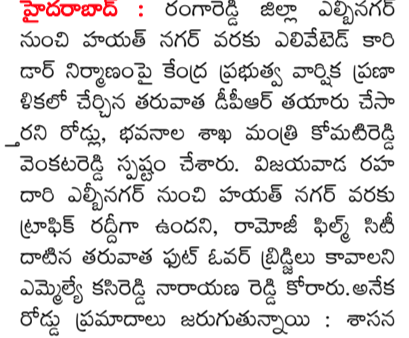 హైదరాబాద్ : రంగారెడ్డి జిల్లా ఎల్బీనగర్
నుంచి హయత్ నగర్ వరకు ఎలివేటెడ్ కారి
డార్ నిర్మాణంపై కేంద్ర ప్రభుత్వ వార్షిక ప్రణా
ళికలో చేర్చిన తరువాత డీపీఆర్ తయారు చేసా
్తరని రోడ్లు, భవనాల శాఖ మంత్రి కోమటిరెడ్డి
వెంకటరెడ్డి స్పష్టం చేశారు. విజయవాడ రహ
దారి ఎల్బీనగర్ నుంచి హయత్ నగర్ వరకు
ట్రాఫిక్ రద్దీగా ఉందని, రామోజీ ఫిల్మ్ సిటీ
దాటిన తరువాత ఫుట్ ఓవర్ బ్రిడ్జిలు కావాలని
ఎమ్మెల్యే కసిరెడ్డి నారాయణ రెడ్డి కోరారు.అనేక
రోడ్డు ప్రమాదాలు జరుగుతున్నాయి : శాసన